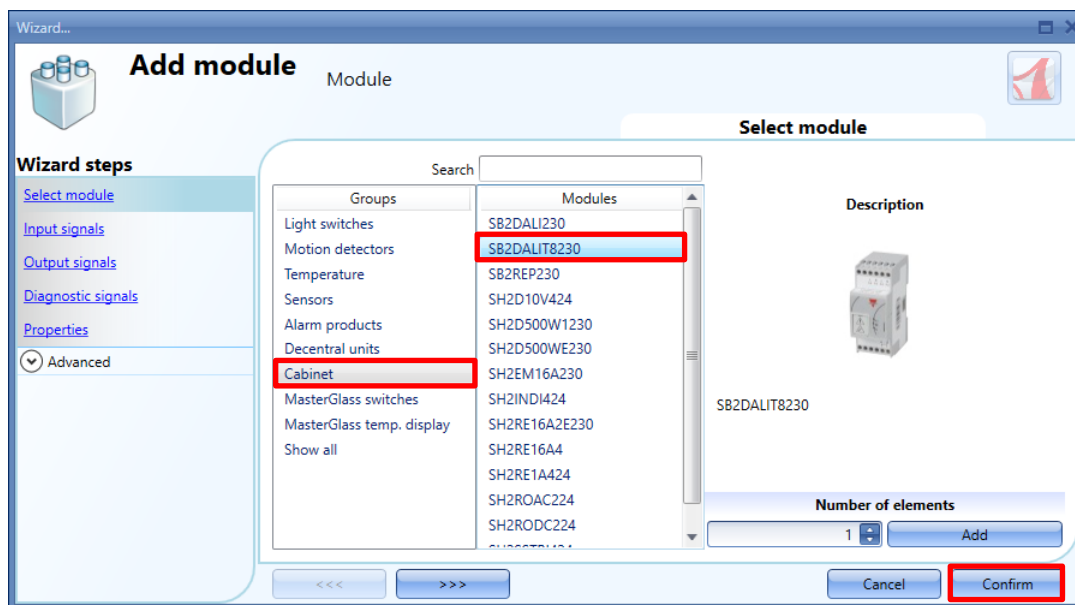 Wizard...
Add module
Module
Select module
Wizard steps
Select module
Input signals
Output signals
Diagnostic signals
Properties
Advanced
Search
Groups
Light switches
Motion detectors
Temperature
Sensors
Alarm products
Decentral units
Cabinet
MasterGlass switches
MasterGlass temp. display
Show all
Modules
SB2DALI230
SB2DALIT8230
SB2REP230
SH2D10V424
SH2D500W1230
SH2D500WE230
SH2EM16A230
SH2INDI424
SH2RE16A2E230
SH2RE16A4
SH2RE1A424
SH2ROAC224
SH2RODC224
Description
SB2DALIT8230
Number of elements
1
Add
<<<
>>>
Cancel
Confirm